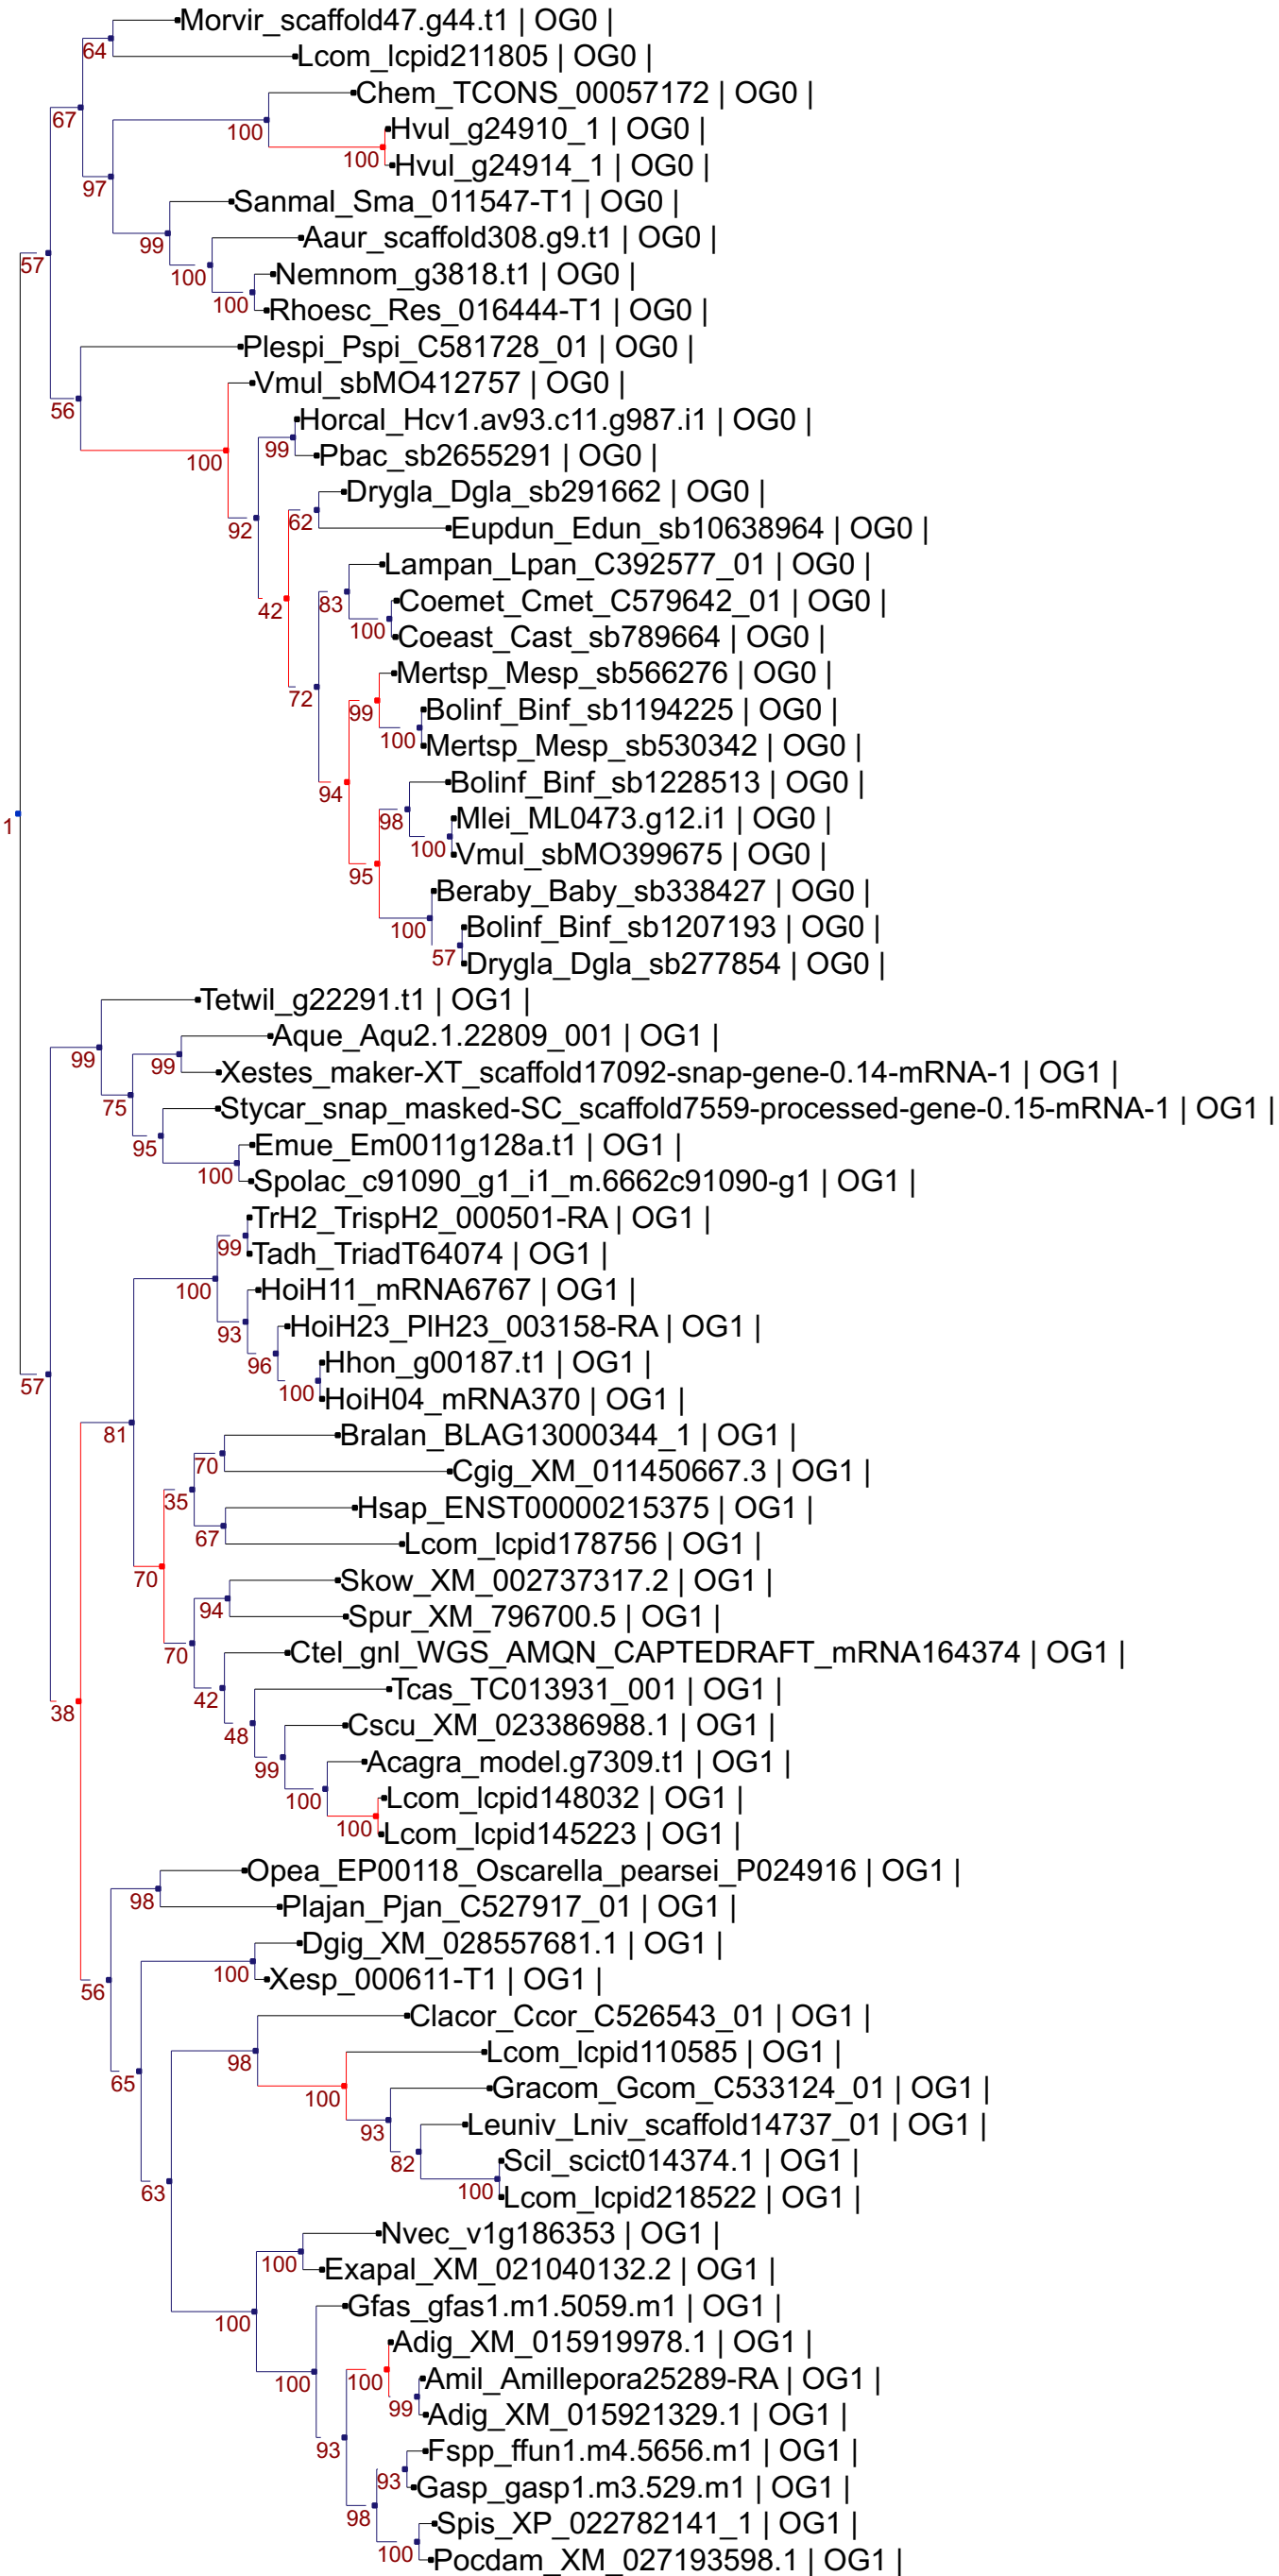 Morvir_scaffold47.g44.t1 | OG0 |
64
Lcom_lcpid211805 | OG0 |
Chem_TCONS_00057172 | OG0 |
67
100
Hvul_g24910_1 | OG0 |
100
Hvul_g24914_1 | OG0 |
97
Sanmal_Sma_011547-T1 | OG0 |
99
Aaur_scaffold308.g9.t1 | OG0 |
57
100
Nemnom_g3818.t1 | OG0 |
100
Rhoesc_Res_016444-T1 | OG0 |
Plespi_Pspi_C581728_01 | OG0 |
Vmul_sbMO412757 | OG0 |
56
Horcal_Hcv1.av93.c11.g987.i1 | OG0 |
99
Pbac_sb2655291 | OG0 |
100
Drygla_Dgla_sb291662 | OG0 |
62
92
Eupdun_Edun_sb10638964 | OG0 |
Lampan_Lpan_C392577_01 | OG0 |
42
83
Coemet_Cmet_C579642_01 | OG0 |
100
Coeast_Cast_sb789664 | OG0 |
Mertsp_Mesp_sb566276 | OG0 |
72
99
Bolinf_Binf_sb1194225 | OG0 |
100
Mertsp_Mesp_sb530342 | OG0 |
94
Bolinf_Binf_sb1228513 | OG0 |
1
98
Mlei_ML0473.g12.i1 | OG0 |
100
Vmul_sbMO399675 | OG0 |
95
Beraby_Baby_sb338427 | OG0 |
100
Bolinf_Binf_sb1207193 | OG0 |
57
Drygla_Dgla_sb277854 | OG0 |
Tetwil_g22291.t1 | OG1 |
Aque_Aqu2.1.22809_001 | OG1 |
99
99
Xestes_maker-XT_scaffold17092-snap-gene-0.14-mRNA-1 | OG1 |
75
Stycar_snap_masked-SC_scaffold7559-processed-gene-0.15-mRNA-1 | OG1 |
95
Emue_Em0011g128a.t1 | OG1 |
100
Spolac_c91090_g1_i1_m.6662c91090-g1 | OG1 |
TrH2_TrispH2_000501-RA | OG1 |
99
Tadh_TriadT64074 | OG1 |
100
HoiH11_mRNA6767 | OG1 |
93
HoiH23_PlH23_003158-RA | OG1 |
96
Hhon_g00187.t1 | OG1 |
57
100
HoiH04_mRNA370 | OG1 |
81
Bralan_BLAG13000344_1 | OG1 |
70
Cgig_XM_011450667.3 | OG1 |
35
Hsap_ENST00000215375 | OG1 |
67
Lcom_lcpid178756 | OG1 |
70
Skow_XM_002737317.2 | OG1 |
94
Spur_XM_796700.5 | OG1 |
70
Ctel_gnl_WGS_AMQN_CAPTEDRAFT_mRNA164374 | OG1 |
42
Tcas_TC013931_001 | OG1 |
38
48
Cscu_XM_023386988.1 | OG1 |
99
Acagra_model.g7309.t1 | OG1 |
100
Lcom_lcpid148032 | OG1 |
100
Lcom_lcpid145223 | OG1 |
Opea_EP00118_Oscarella_pearsei_P024916 | OG1 |
98
Plajan_Pjan_C527917_01 | OG1 |
Dgig_XM_028557681.1 | OG1 |
100
56
Xesp_000611-T1 | OG1 |
Clacor_Ccor_C526543_01 | OG1 |
98
Lcom_lcpid110585 | OG1 |
65
100
Gracom_Gcom_C533124_01 | OG1 |
93
Leuniv_Lniv_scaffold14737_01 | OG1 |
82
Scil_scict014374.1 | OG1 |
63
100
Lcom_lcpid218522 | OG1 |
Nvec_v1g186353 | OG1 |
100
Exapal_XM_021040132.2 | OG1 |
Gfas_gfas1.m1.5059.m1 | OG1 |
100
Adig_XM_015919978.1 | OG1 |
100
100
Amil_Amillepora25289-RA | OG1 |
99
Adig_XM_015921329.1 | OG1 |
93
Fspp_ffun1.m4.5656.m1 | OG1 |
93
Gasp_gasp1.m3.529.m1 | OG1 |
98
Spis_XP_022782141_1 | OG1 |
100
Pocdam_XM_027193598.1 | OG1 |